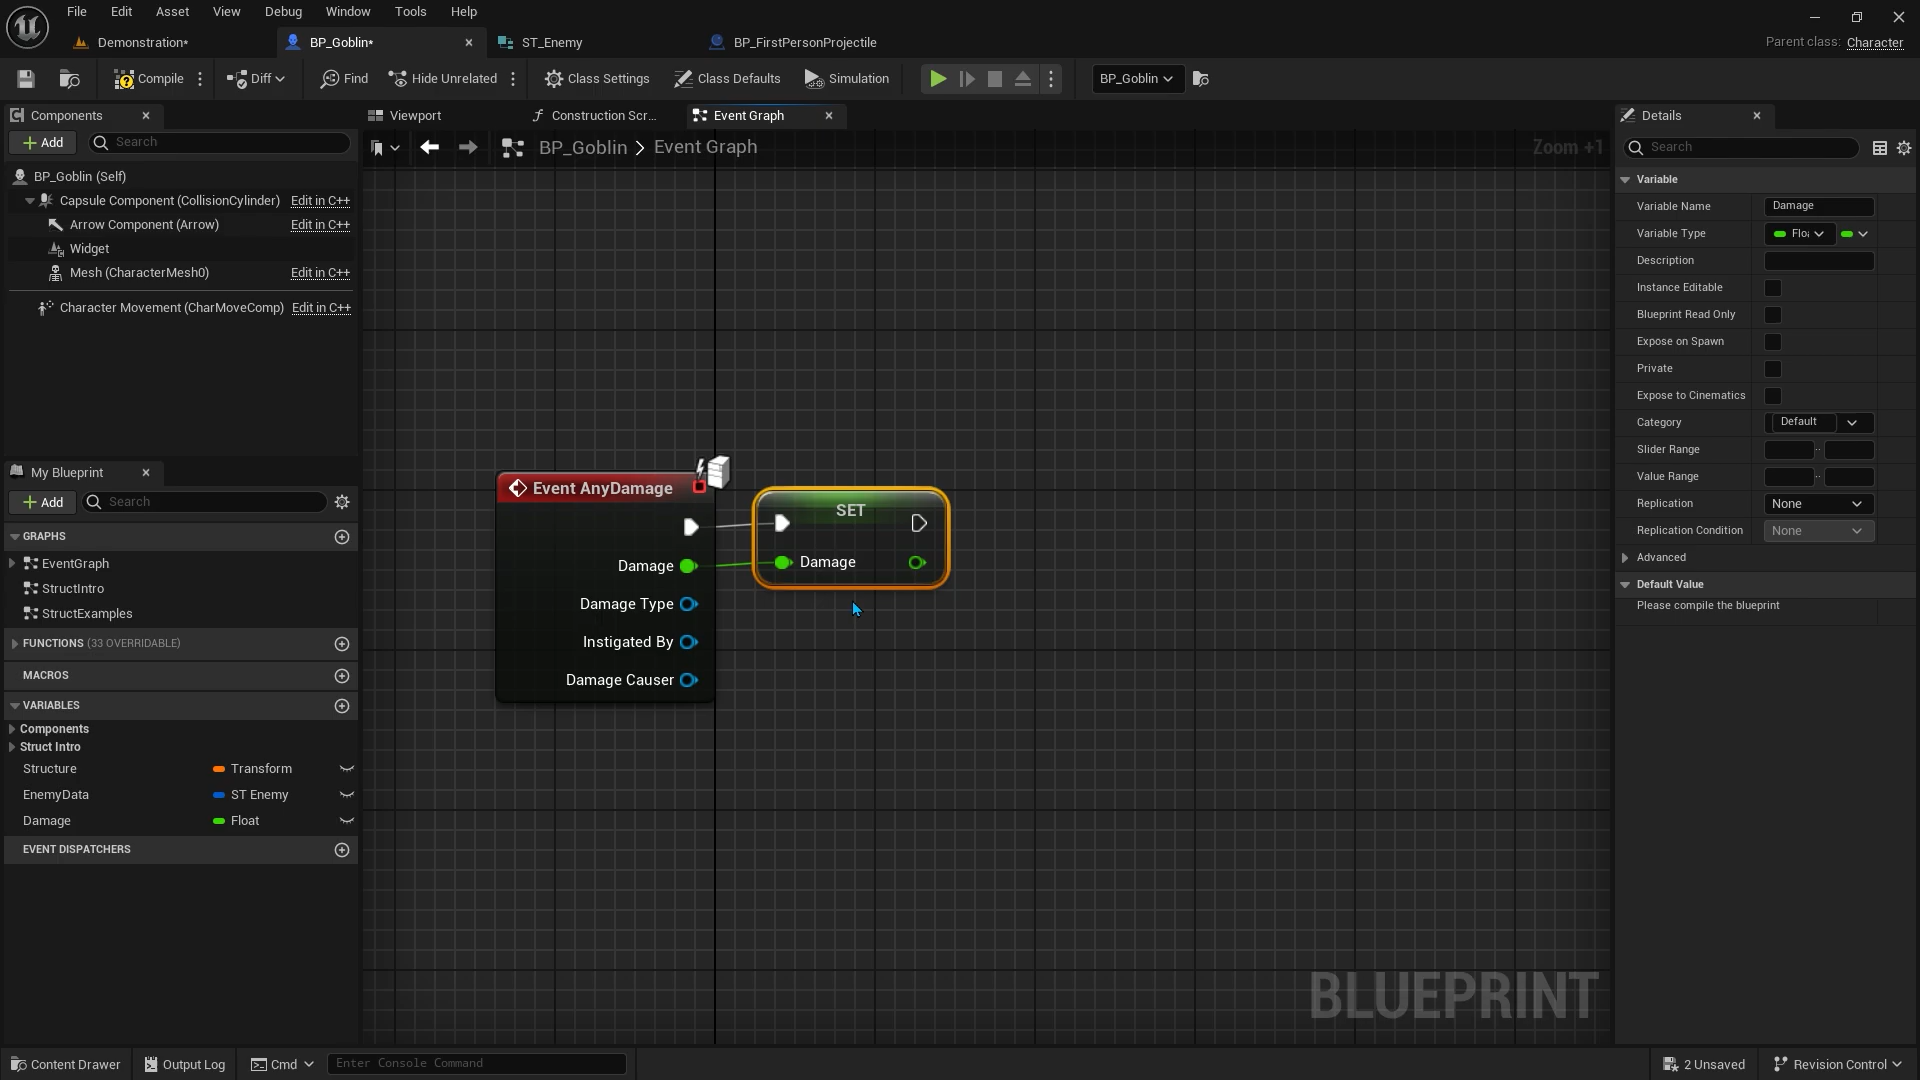 File Edit Asset View Debug Window Tools Help
Demonstration* BP_Goblin* ST_Enemy BP_FirstPersonProjectile
Parent class: Character
Compile Diff Find Hide Unrelated Class Settings Class Defaults Simulation BP_Goblin
Components
Add Search
BP_Goblin (Self)
Capsule Component (CollisionCylinder) Edit in C++
Arrow Component (Arrow) Edit in C++
Widget
Mesh (CharacterMesh0) Edit in C++
Character Movement (CharMoveComp) Edit in C++
My Blueprint
Add Search
GRAPHS
EventGraph
StructIntro
StructExamples
FUNCTIONS (33 OVERRIDABLE)
MACROS
VARIABLES
Components
Struct Intro
Structure Transform
EnemyData ST Enemy
Damage Float
EVENT DISPATCHERS
Viewport Construction Scr... Event Graph
BP_Goblin > Event Graph
Zoom +1
Event AnyDamage
Damage
Damage Type
Instigated By
Damage Causer
SET
Damage
BLUEPRINT
Details
Search
Variable
Variable Name Damage
Variable Type Floa
Description
Instance Editable
Blueprint Read Only
Expose on Spawn
Private
Expose to Cinematics
Category Default
Slider Range
Value Range
Replication None
Replication Condition None
Advanced
Default Value
Please compile the blueprint
Content Drawer Output Log Cmd Enter Console Command
2 Unsaved Revision Control